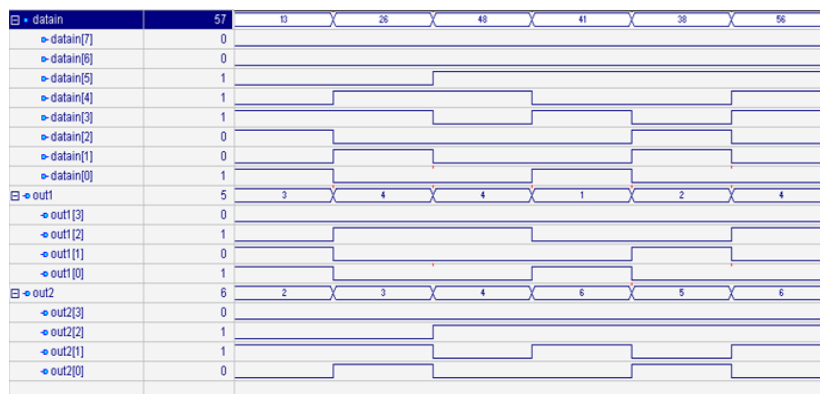 datain 57 13 26 48 41 38 56
datain[7] 0
datain[6] 0
datain[5] 1
datain[4] 1
datain[3] 1
datain[2] 0
datain[1] 0
datain[0] 1
out1 5 3 4 4 1 2 4
out1[3] 0
out1[2] 1
out1[1] 0
out1[0] 1
out2 6 2 3 4 6 5 6
out2[3] 0
out2[2] 1
out2[1] 1
out2[0] 0